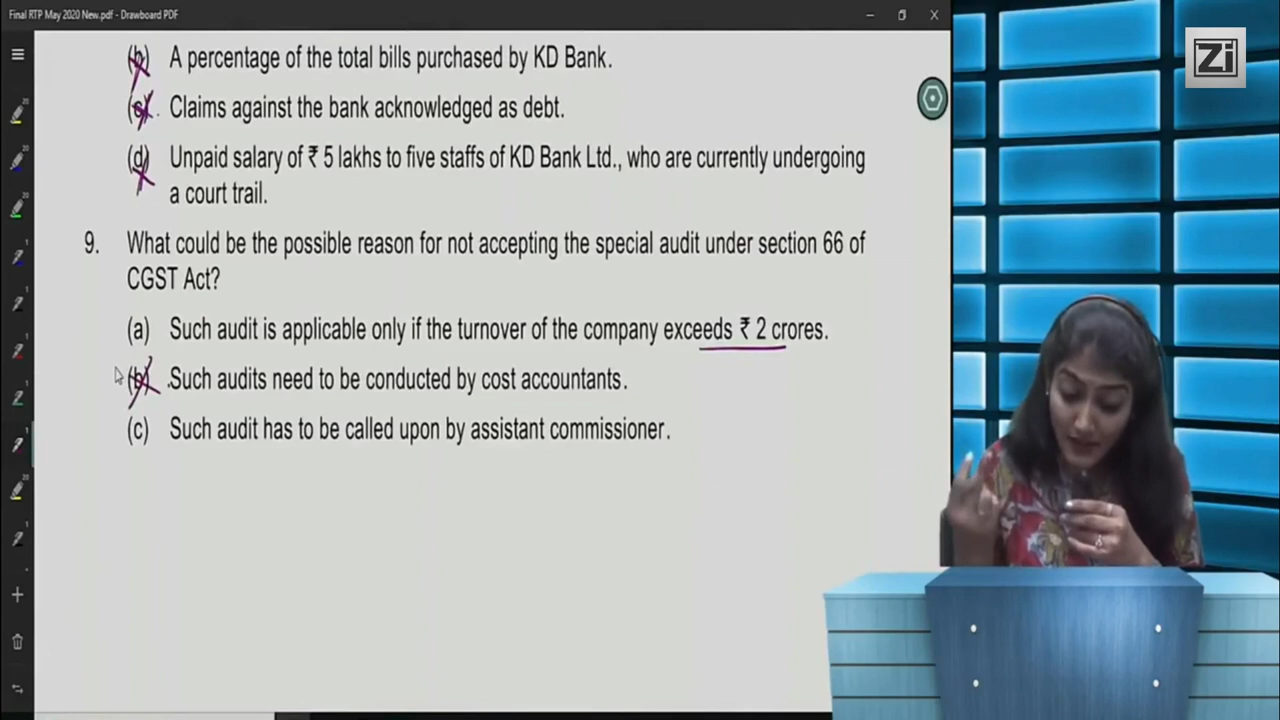 Final RTP May 2020 New.pdf - Drawboard PDF
Zi
(b) A percentage of the total bills purchased by KD Bank.
(c). Claims against the bank acknowledged as debt.
(d) Unpaid salary of ₹ 5 lakhs to five staffs of KD Bank Ltd., who are currently undergoing
a court trail.
9. What could be the possible reason for not accepting the special audit under section 66 of
CGST Act?
(a) Such audit is applicable only if the turnover of the company exceeds ₹ 2 crores.
(b) Such audits need to be conducted by cost accountants.
(c) Such audit has to be called upon by assistant commissioner.